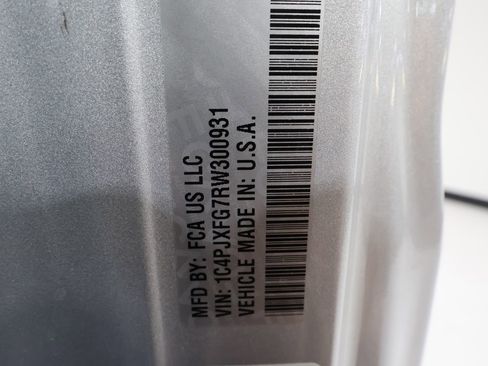 MFD BY: FCA US LLC
VIN: 1C4PJXFG7RW300931
VEHICLE MADE IN: U.S.A.